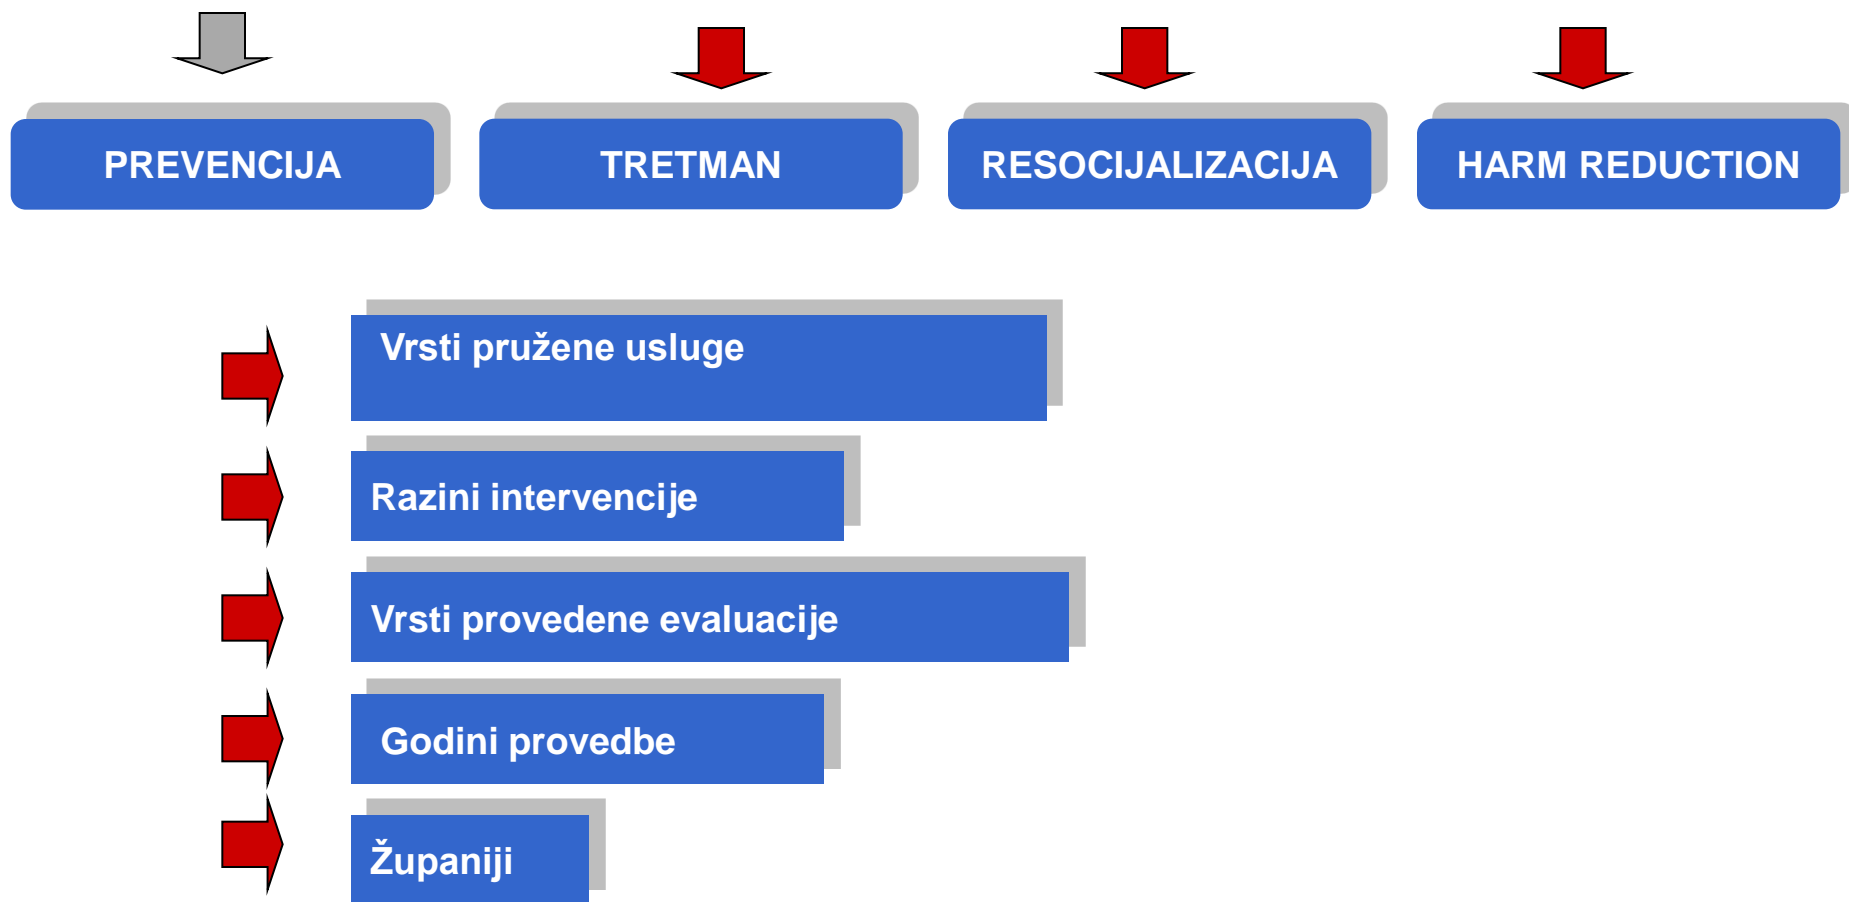 PREVENCIJA
TRETMAN
RESOCIJALIZACIJA
HARM REDUCTION
Vrsti pružene usluge
Razini intervencije
Vrsti provedene evaluacije
Godini provedbe
Županiji